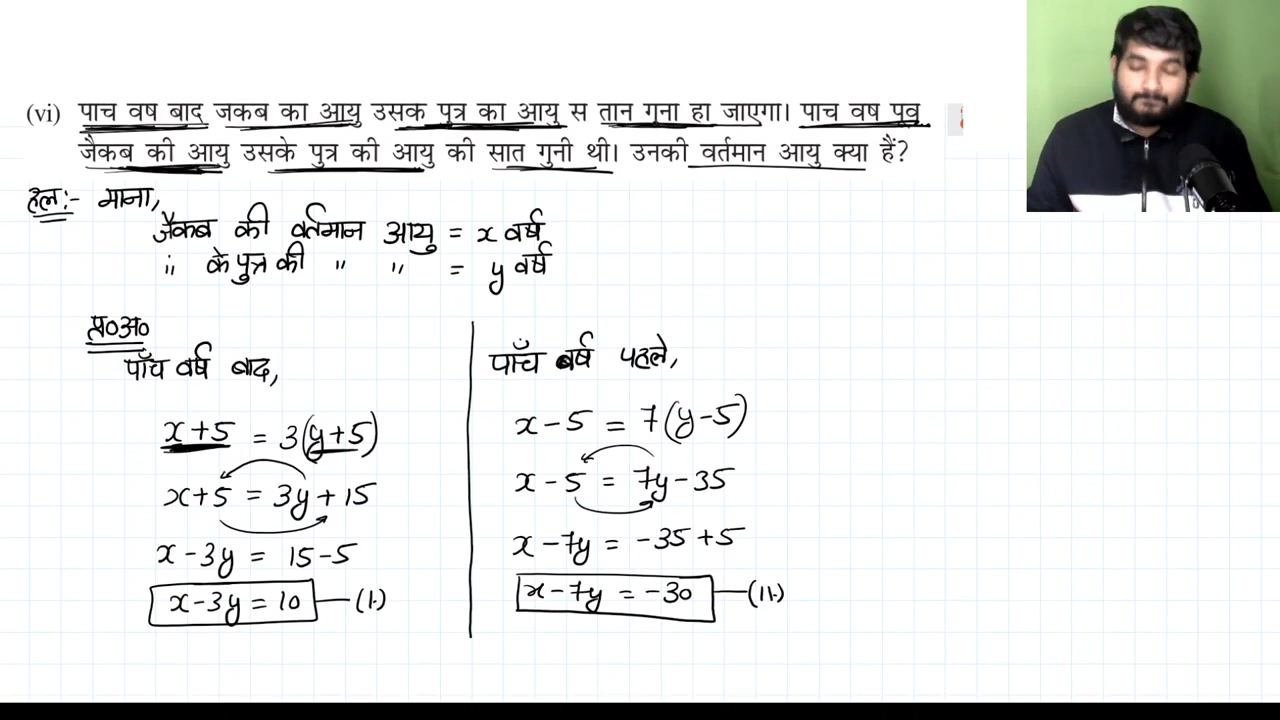 (vi) पाच वष बाद जकब का आयु उसक पुत्र का आयु स तान गुना हा जाएगा। पाच वष पूव
जैकब की आयु उसके पुत्र की आयु की सात गुनी थी। उनकी वर्तमान आयु क्या हैं?
हल:- माना,
जैकब की वर्तमान आयु = x वर्ष
ii के पुत्र की " " = y वर्ष
प्र०अ०
पाँच वर्ष बाद,
x+5 = 3(y+5)
x+5 = 3y+15
x-3y = 15-5
x-3y = 10 —(1.)
पाँच वर्ष पहले,
x-5 = 7(y-5)
x-5 = 7y-35
x-7y = -35+5
x-7y = -30 —(11.)